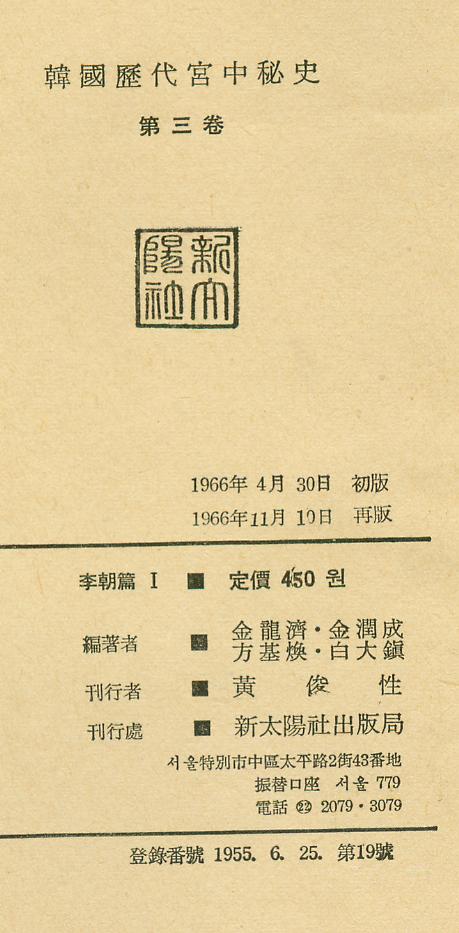 韓國歷代宮中秘史
第三卷
新太
陽社
1966年 4月 30日 初版
1966年11月 10日 再版
李朝篇 I ■ 定價 450 원
編著者 ■ 金龍濟・金潤成
方基煥・白大鎭
刊行者 ■ 黃俊性
刊行處 ■ 新太陽社出版局
서울特別市中區太平路2街43番地
振替口座 서울 779
電話 ㉒ 2079・3079
登錄番號 1955. 6. 25. 第19號